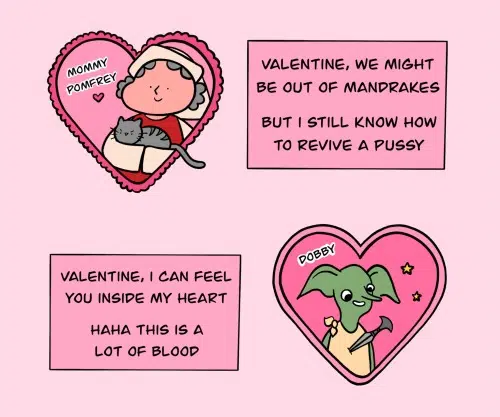 MOMMY
POMFREY
VALENTINE, WE MIGHT
BE OUT OF MANDRAKES
BUT I STILL KNOW HOW
TO REVIVE A PUSSY
VALENTINE, I CAN FEEL
YOU INSIDE MY HEART
HAHA THIS IS A
LOT OF BLOOD
DOBBY